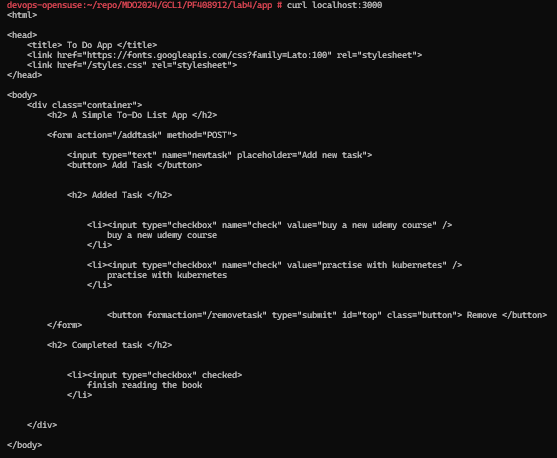 devops-opensuse:~/repo/MDO2024/GCL1/PF408912/lab4/app # curl localhost:3000
<html>
<head>
<title> To Do App </title>
<link href="https://fonts.googleapis.com/css?family=Lato:100" rel="stylesheet">
<link href="/styles.css" rel="stylesheet">
</head>
<body>
<div class="container">
<h2> A Simple To-Do List App </h2>
<form action="/addtask" method="POST">
<input type="text" name="newtask" placeholder="Add new task">
<button> Add Task </button>
<h2> Added Task </h2>
<li><input type="checkbox" name="check" value="buy a new udemy course" />
buy a new udemy course
</li>
<li><input type="checkbox" name="check" value="practise with kubernetes" />
practise with kubernetes
</li>
<button formaction="/removetask" type="submit" id="top" class="button"> Remove </button>
</form>
<h2> Completed task </h2>
<li><input type="checkbox" checked>
finish reading the book
</li>
</div>
</body>